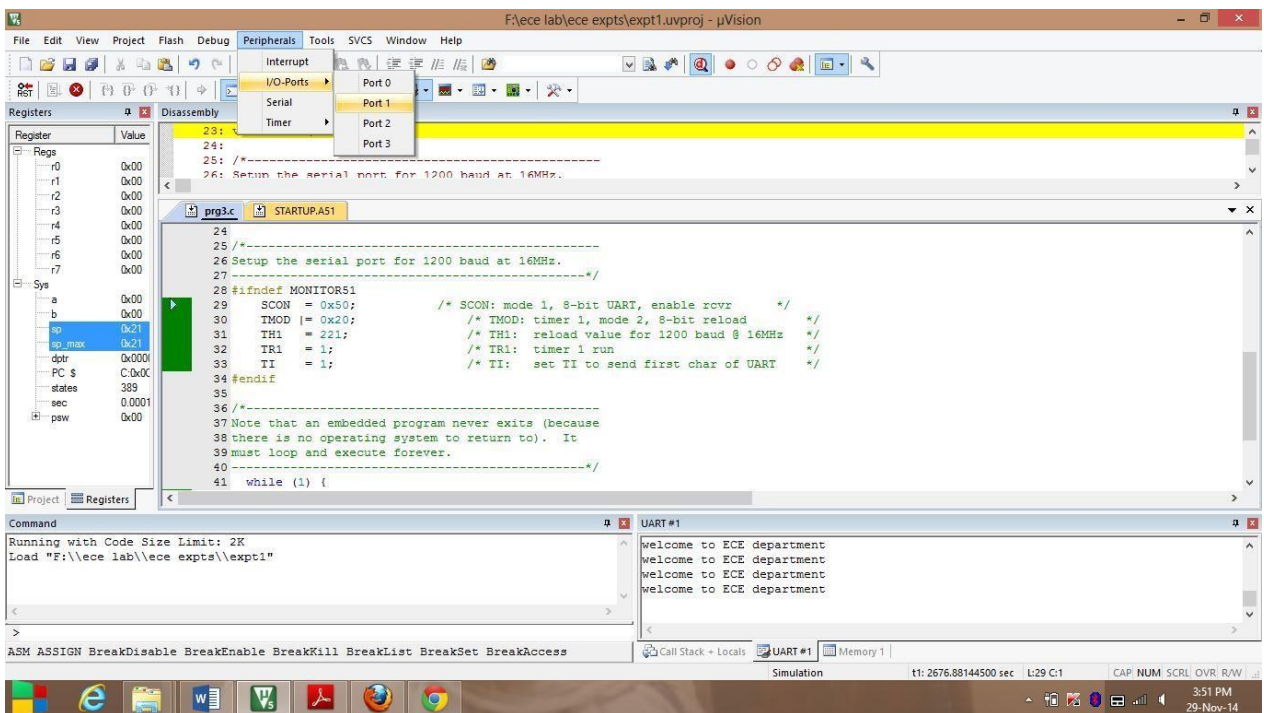 F:\ece lab\ece expts\expt1.uvproj - µVision
File Edit View Project Flash Debug Peripherals Tools SVCS Window Help
Interrupt
I/O-Ports
Serial
Timer
Port 0
Port 1
Port 2
Port 3
RST
Registers
Register Value
Regs
r0 0x00
r1 0x00
r2 0x00
r3 0x00
r4 0x00
r5 0x00
r6 0x00
r7 0x00
Sys
a 0x00
b 0x00
sp 0x21
sp_max 0x21
dptr 0x000
PC $ C:0x0
states 389
sec 0.0001
psw 0x00
Project Registers
Disassembly
23:
24:
25: /*------------------------------------------------
26: Setup the serial port for 1200 baud at 16MHz.
prg3.c STARTUP.A51
24
25 /*------------------------------------------------
26 Setup the serial port for 1200 baud at 16MHz.
27 ------------------------------------------------*/
28 #ifndef MONITOR51
29 SCON = 0x50; /* SCON: mode 1, 8-bit UART, enable rcvr */
30 TMOD |= 0x20; /* TMOD: timer 1, mode 2, 8-bit reload */
31 TH1 = 221; /* TH1: reload value for 1200 baud @ 16MHz */
32 TR1 = 1; /* TR1: timer 1 run */
33 TI = 1; /* TI: set TI to send first char of UART */
34 #endif
35
36 /*------------------------------------------------
37 Note that an embedded program never exits (because
38 there is no operating system to return to). It
39 must loop and execute forever.
40 ------------------------------------------------*/
41 while (1) {
Command
Running with Code Size Limit: 2K
Load "F:\\ece lab\\ece expts\\expt1"
>
ASM ASSIGN BreakDisable BreakEnable BreakKill BreakList BreakSet BreakAccess
UART #1
welcome to ECE department
welcome to ECE department
welcome to ECE department
welcome to ECE department
Call Stack + Locals UART #1 Memory 1
Simulation t1: 2676.88144500 sec L:29 C:1 CAP NUM SCRL OVR R/W
3:51 PM
29-Nov-14